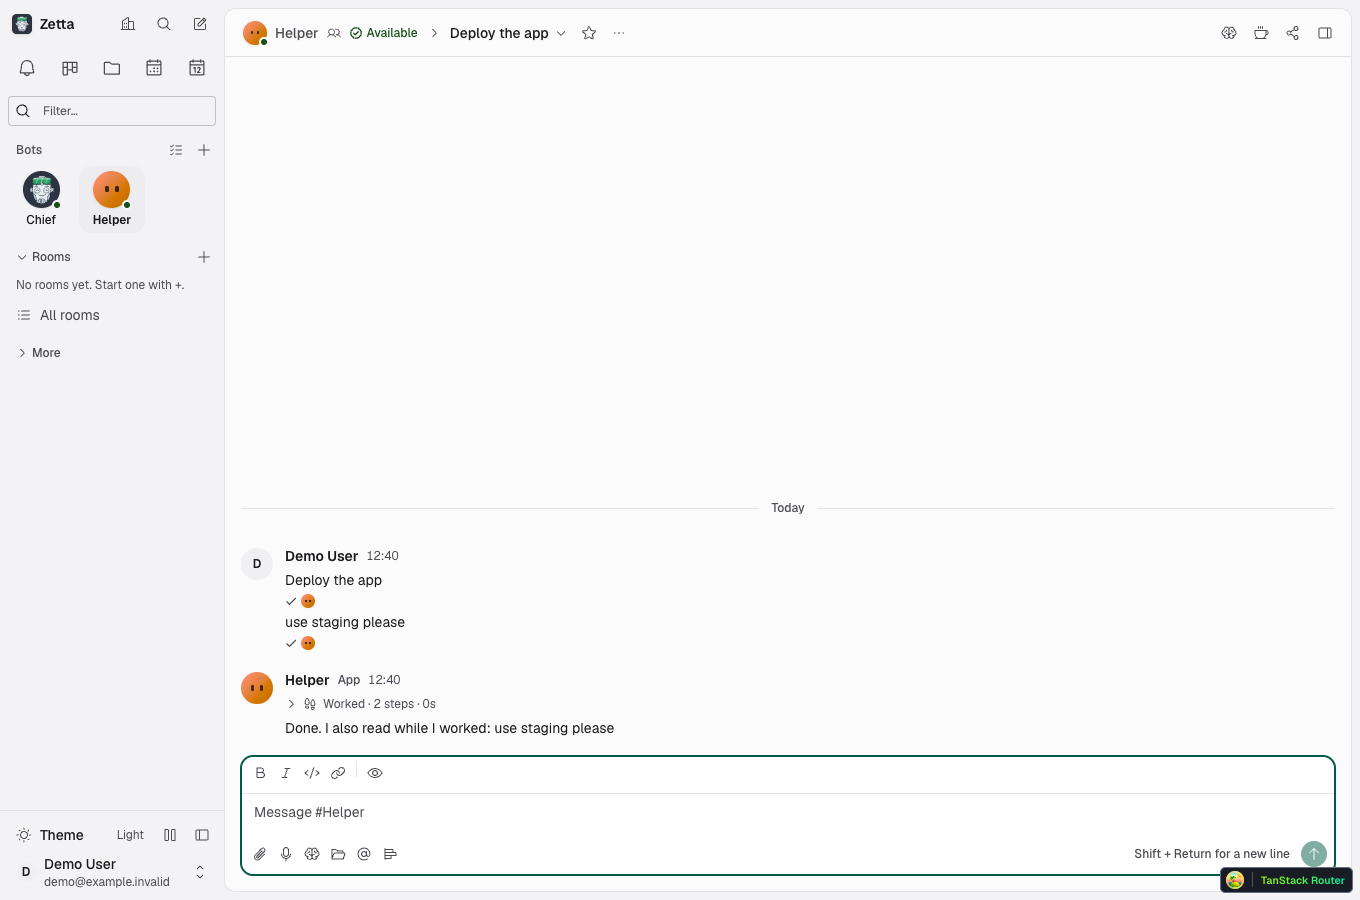 Zetta
12
Filter...
Bots
Chief
Helper
Rooms
No rooms yet. Start one with +.
All rooms
More
Theme
Light
D
Demo User
demo@example.invalid
Helper
Available
Deploy the app
Today
D
Demo User 12:40
Deploy the app
use staging please
Helper App 12:40
Worked · 2 steps · 0s
Done. I also read while I worked: use staging please
B I </>
Message #Helper
Shift + Return for a new line
TanStack Router